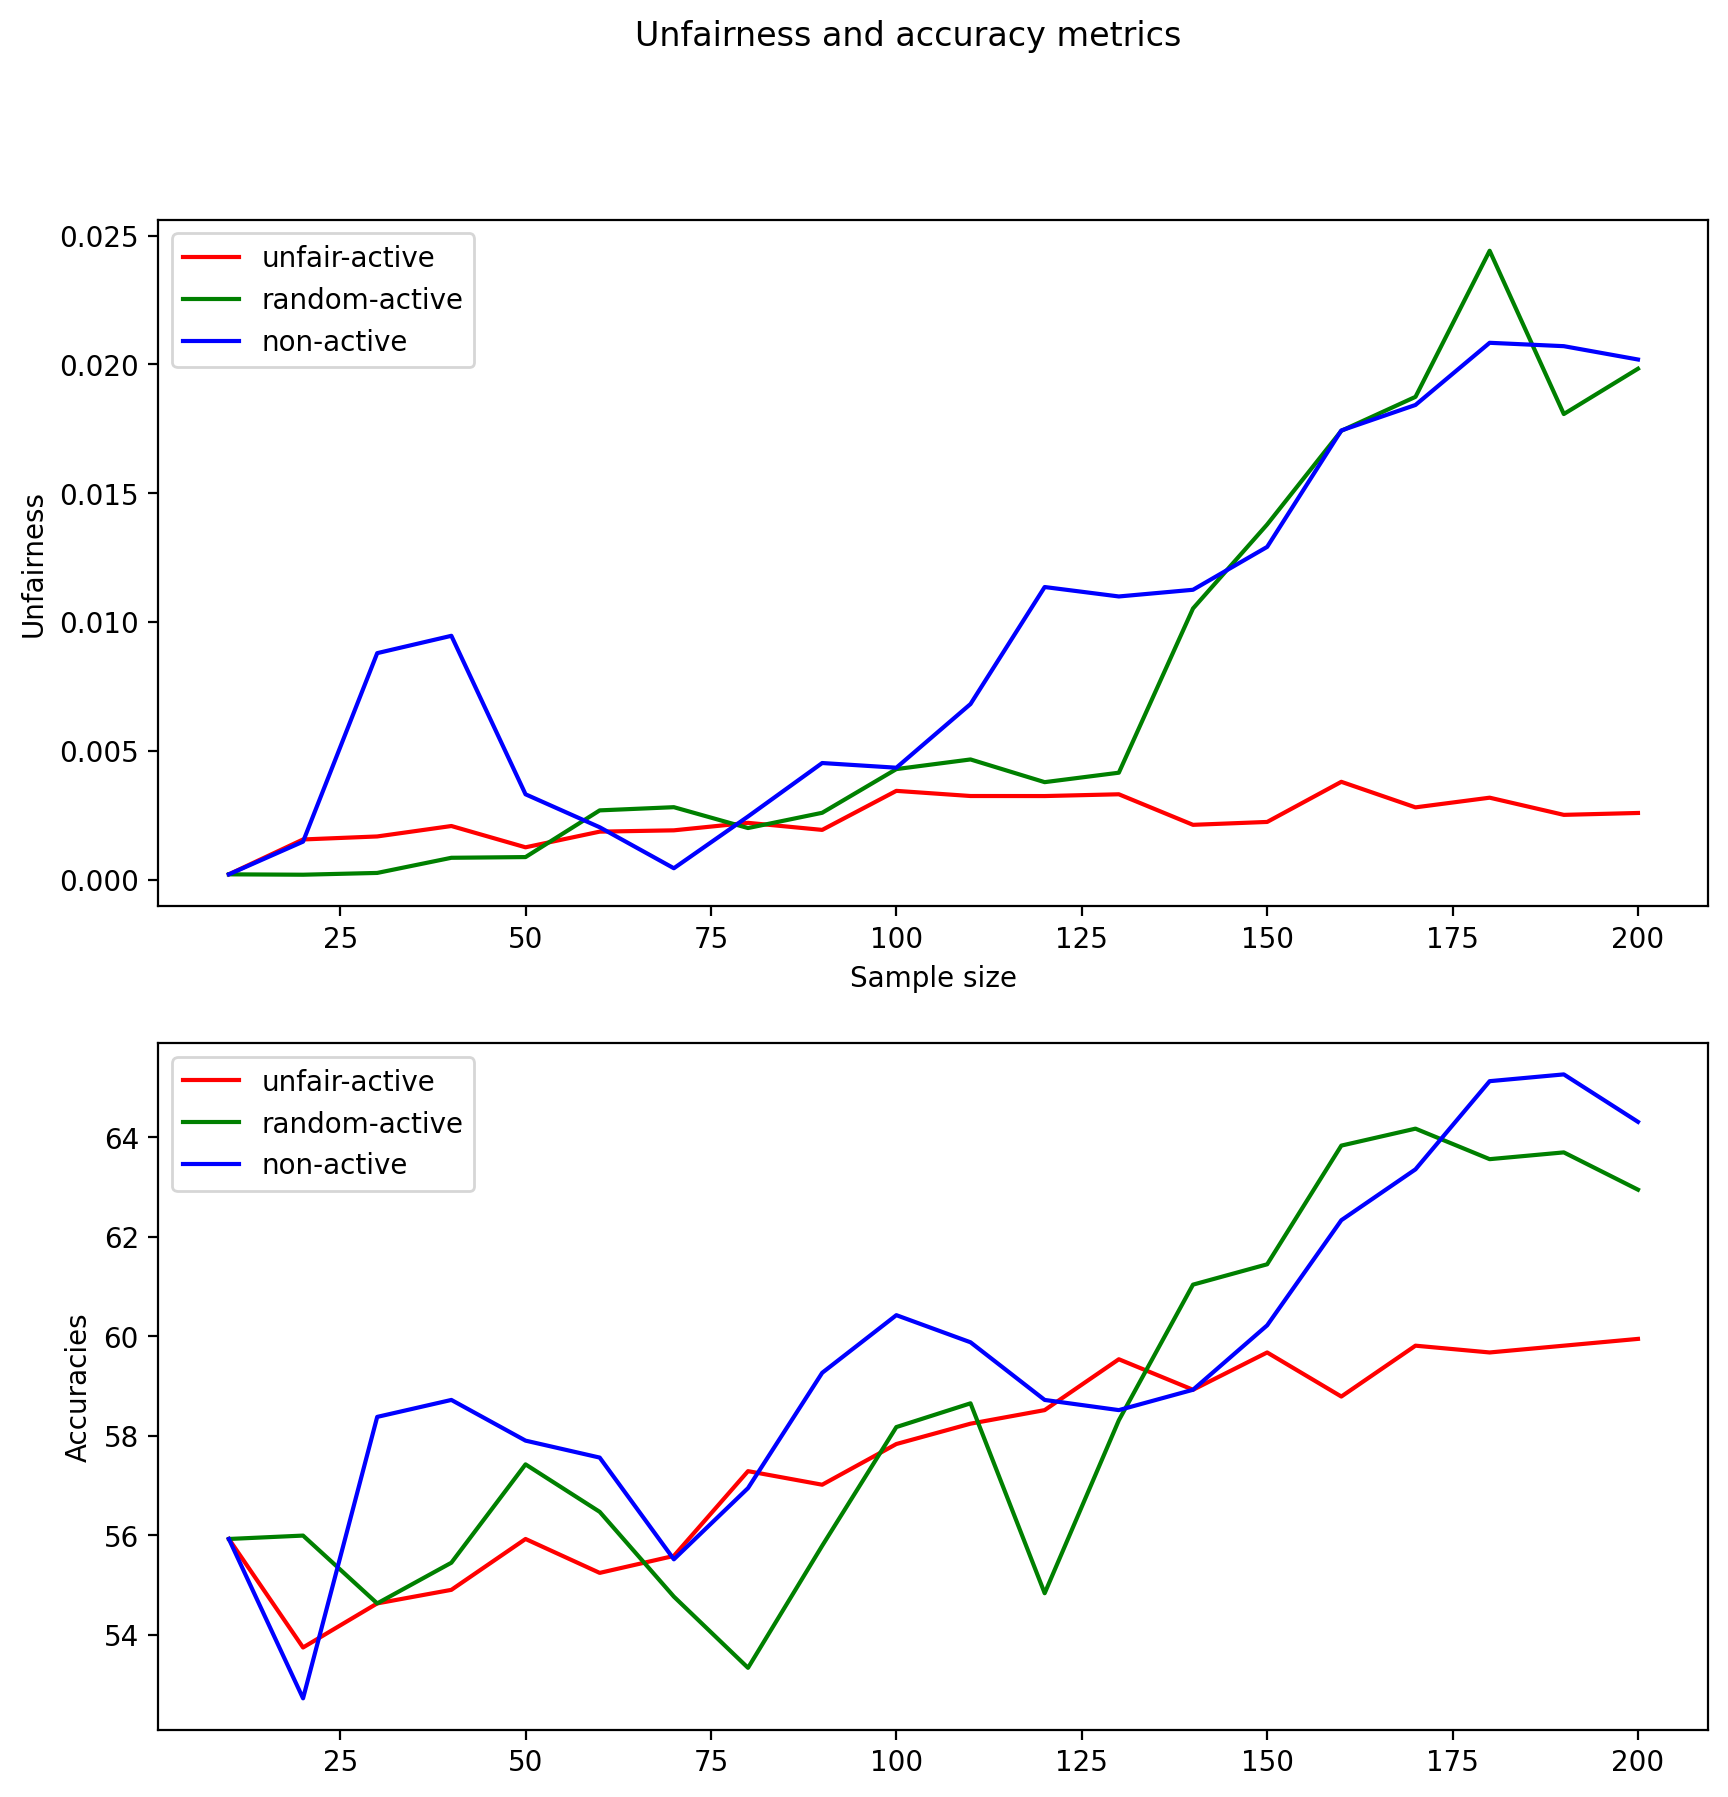 Unfairness and accuracy metrics
0.025
0.020
0.015
0.010
0.005
0.000
Unfairness
unfair-active
random-active
non-active
25 50 75 100 125 150 175 200
Sample size
64
62
60
58
56
54
Accuracies
unfair-active
random-active
non-active
25 50 75 100 125 150 175 200